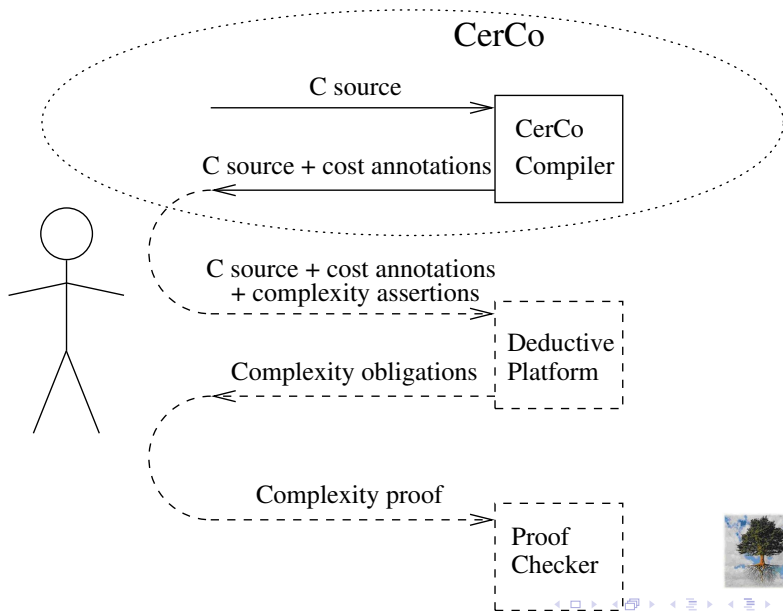 CerCo
C source
CerCo
Compiler
C source + cost annotations
C source + cost annotations
+ complexity assertions
Deductive
Platform
Complexity obligations
Complexity proof
Proof
Checker